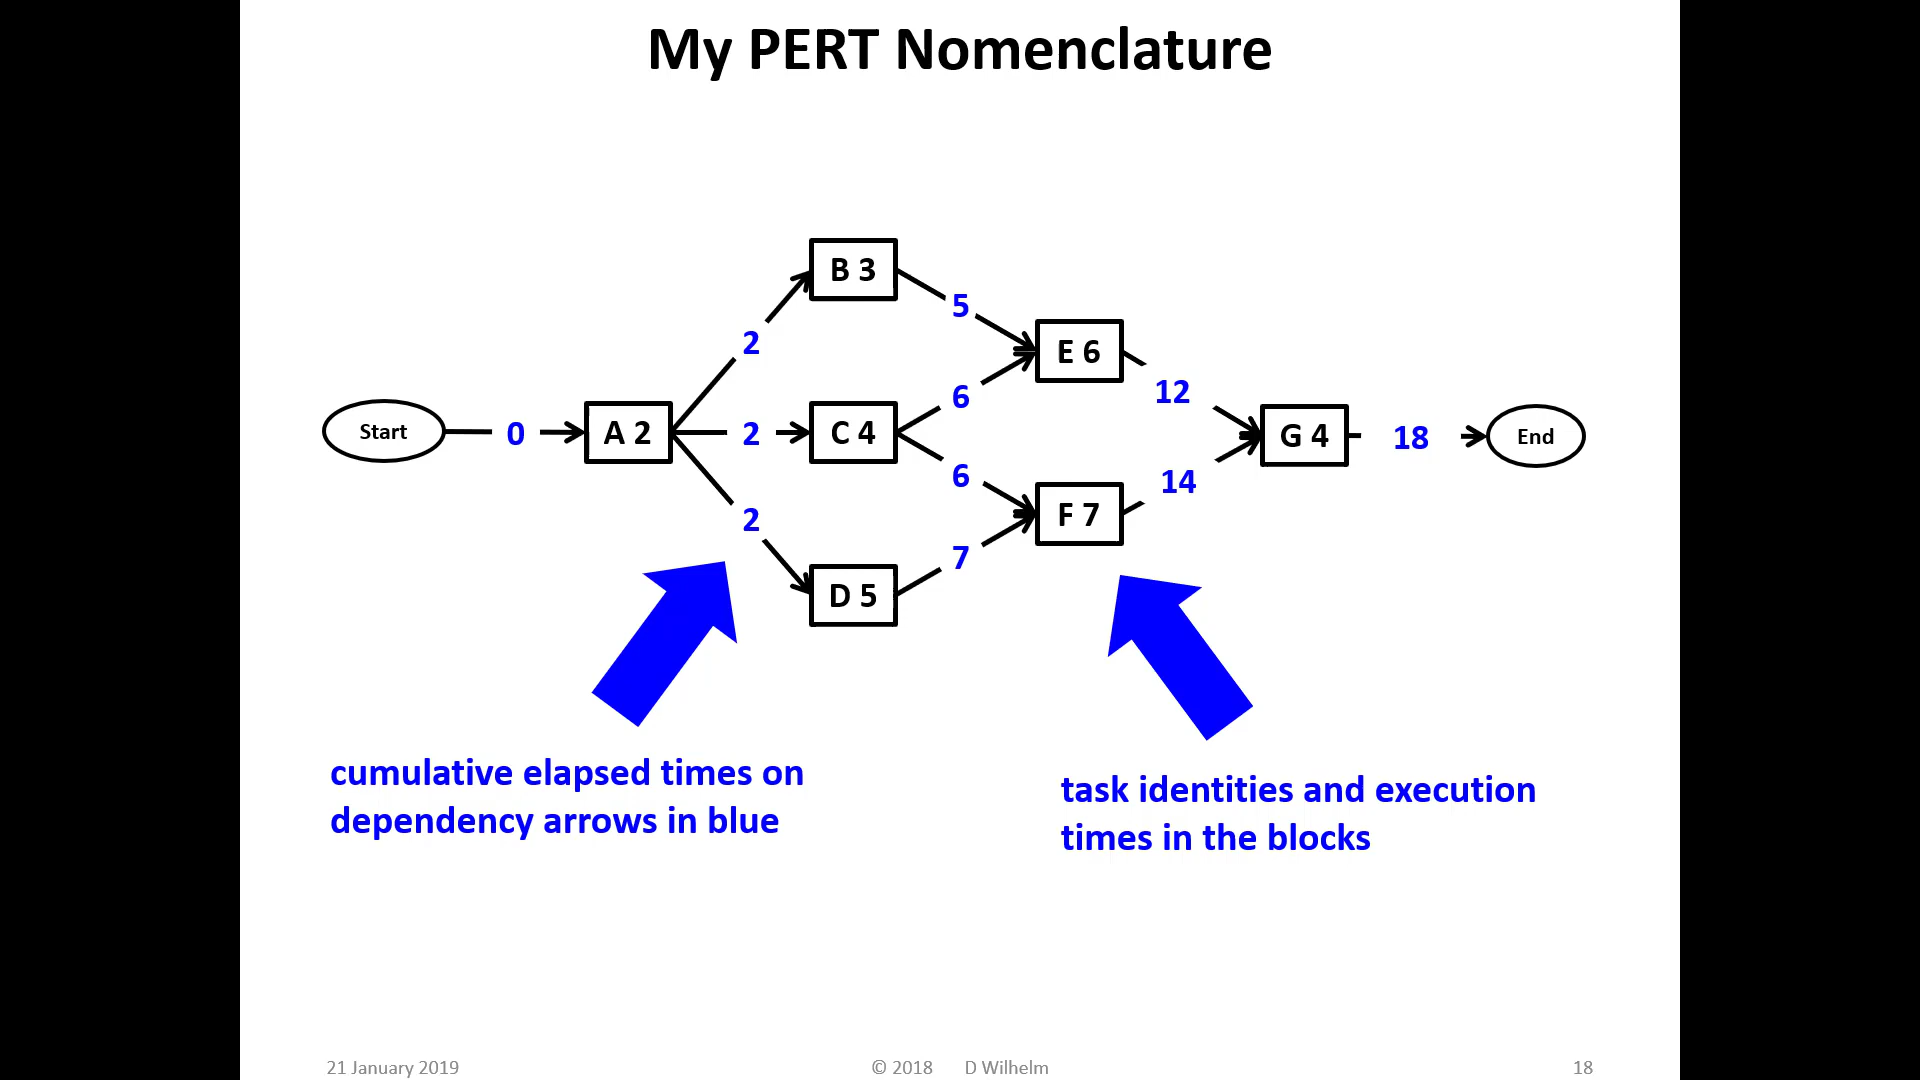 My PERT Nomenclature
B 3
5
E 6
2
12
6
Start
0
A 2
2
C 4
G 4
18
End
6
14
2
F 7
7
D 5
cumulative elapsed times on
dependency arrows in blue
task identities and execution
times in the blocks
21 January 2019
© 2018 D Wilhelm
18